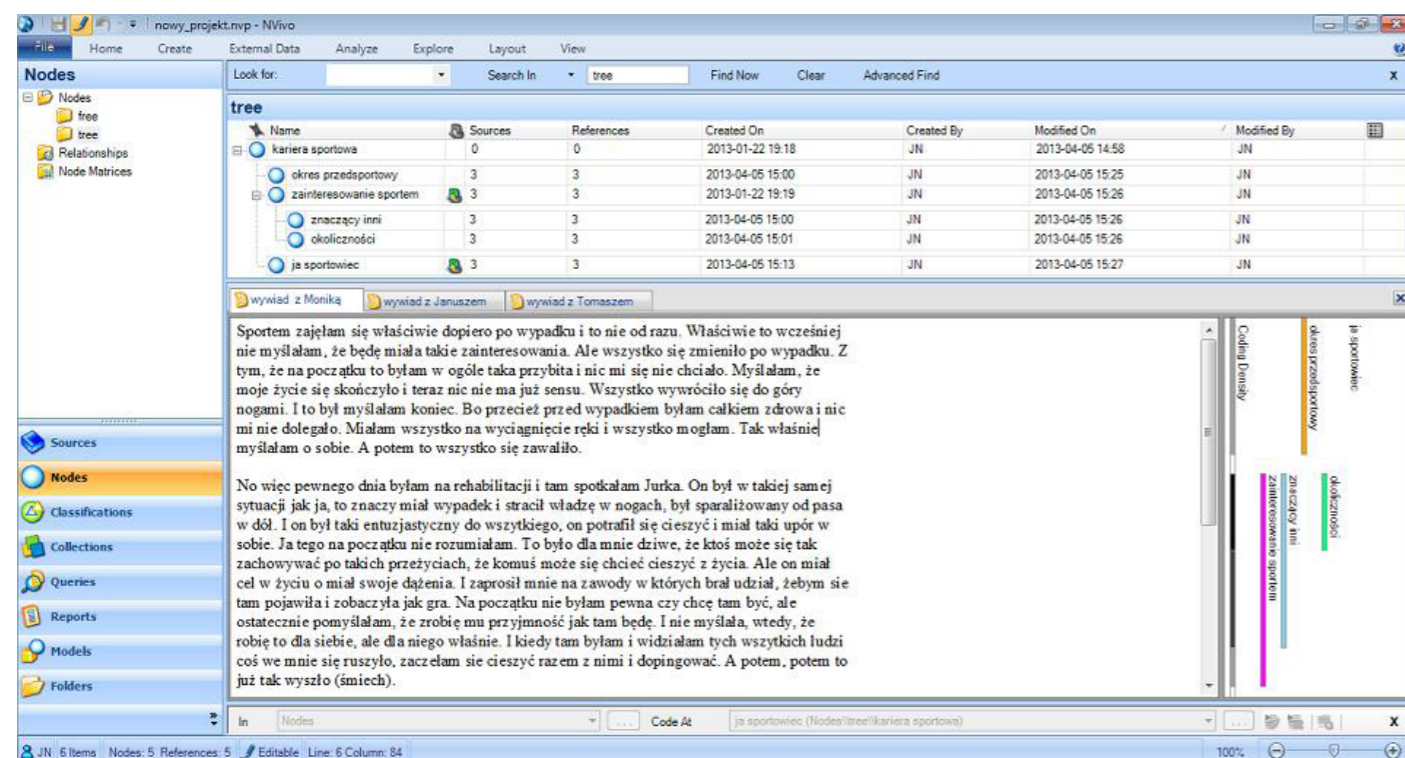 nowy_projekt.nvp - NVivo
File Home Create External Data Analyze Explore Layout View
Nodes
Look for: Search In tree Find Now Clear Advanced Find x
Nodes
free
tree
Relationships
Node Matrices
tree
Name Sources References Created On Created By Modified On Modified By
kariera sportowa 0 0 2013-01-22 19:18 JN 2013-04-05 14:58 JN
okres przedsportowy 3 3 2013-04-05 15:00 JN 2013-04-05 15:25 JN
zainteresowanie sportem 3 3 2013-01-22 19:19 JN 2013-04-05 15:26 JN
znaczący inni 3 3 2013-04-05 15:00 JN 2013-04-05 15:26 JN
okoliczności 3 3 2013-04-05 15:01 JN 2013-04-05 15:26 JN
ja sportowiec 3 3 2013-04-05 15:13 JN 2013-04-05 15:27 JN
wywiad z Moniką wywiad z Januszem wywiad z Tomaszem
Sportem zajęłam się właściwie dopiero po wypadku i to nie od razu. Właściwie to wcześniej
nie myślałam, że będę miała takie zainteresowania. Ale wszystko się zmieniło po wypadku. Z
tym, że na początku to byłam w ogóle taka przybita i nic mi się nie chciało. Myślałam, że
moje życie się skończyło i teraz nic nie ma już sensu. Wszystko wywróciło się do góry
nogami. I to był myślałam koniec. Bo przecież przed wypadkiem byłam całkiem zdrowa i nic
mi nie dolegało. Miałam wszystko na wyciągnięcie ręki i wszystko mogłam. Tak właśnie
myślałam o sobie. A potem to wszystko się zawaliło.
No więc pewnego dnia byłam na rehabilitacji i tam spotkałam Jurka. On był w takiej samej
sytuacji jak ja, to znaczy miał wypadek i stracił władzę w nogach, był sparaliżowany od pasa
w dół. I on był taki entuzjastyczny do wszytkiego, on potrafił się cieszyć i miał taki upór w
sobie. Ja tego na początku nie rozumiałam. To było dla mnie dziwe, że ktoś może się tak
zachowywać po takich przeżyciach, że komuś może się chcieć cieszyć z życia. Ale on miał
cel w życiu o miał swoje dążenia. I zaprosił mnie na zawody w których brał udział, żebym sie
tam pojawiła i zobaczyła jak gra. Na początku nie byłam pewna czy chcę tam być, ale
ostatecznie pomyślałam, że zrobię mu przyjmność jak tam będę. I nie myślała, wtedy, że
robię to dla siebie, ale dla niego właśnie. I kiedy tam byłam i widziałam tych wszytkich ludzi
coś we mnie się ruszyło, zaczełam sie cieszyć razem z nimi i dopingować. A potem, potem to
już tak wyszło (śmiech).
Coding Density
okres przedsportowy
ja sportowiec
zainteresowanie sportem
znaczący inni
okoliczności
Sources
Nodes
Classifications
Collections
Queries
Reports
Models
Folders
In Nodes ... Code At ja sportowiec (Nodes\\tree\\kariera sportowa) ... x
JN 6 Items Nodes: 5 References: 5 Editable Line: 6 Column: 84 100%